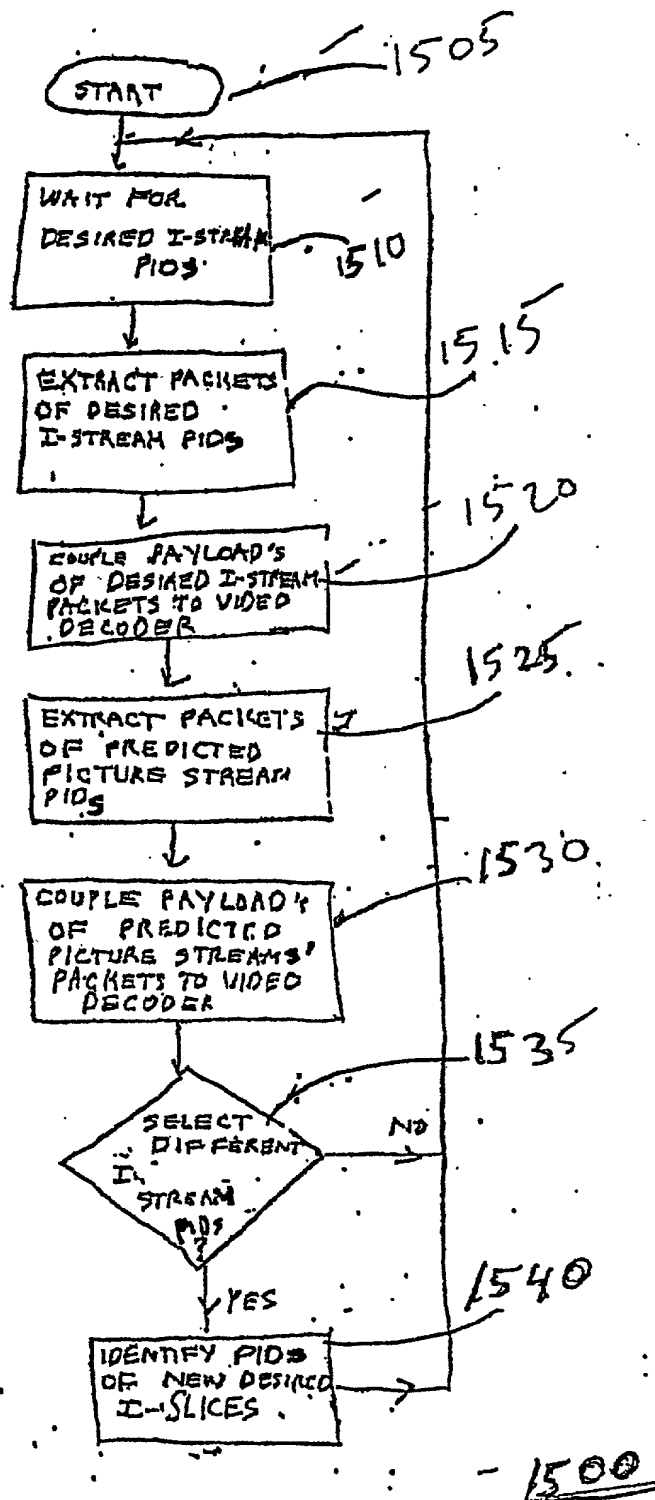 1505
START
WAIT FOR
DESIRED I-STREAM
PIDS
1510
1515
EXTRACT PACKETS
OF DESIRED
I-STREAM PIDS
1520
COUPLE PAYLOAD'S
OF DESIRED I-STREAM
PACKETS TO VIDEO
DECODER
1525
EXTRACT PACKETS
OF PREDICTED
PICTURE STREAM
PIDS
1530
COUPLE PAYLOAD'S
OF PREDICTED
PICTURE STREAMS'
PACKETS TO VIDEO
DECODER
1535
SELECT
DIFFERENT
I-
STREAM
PIDS
?
NO
YES
1540
IDENTIFY PIDS
OF NEW DESIRED
I-SLICES
1500